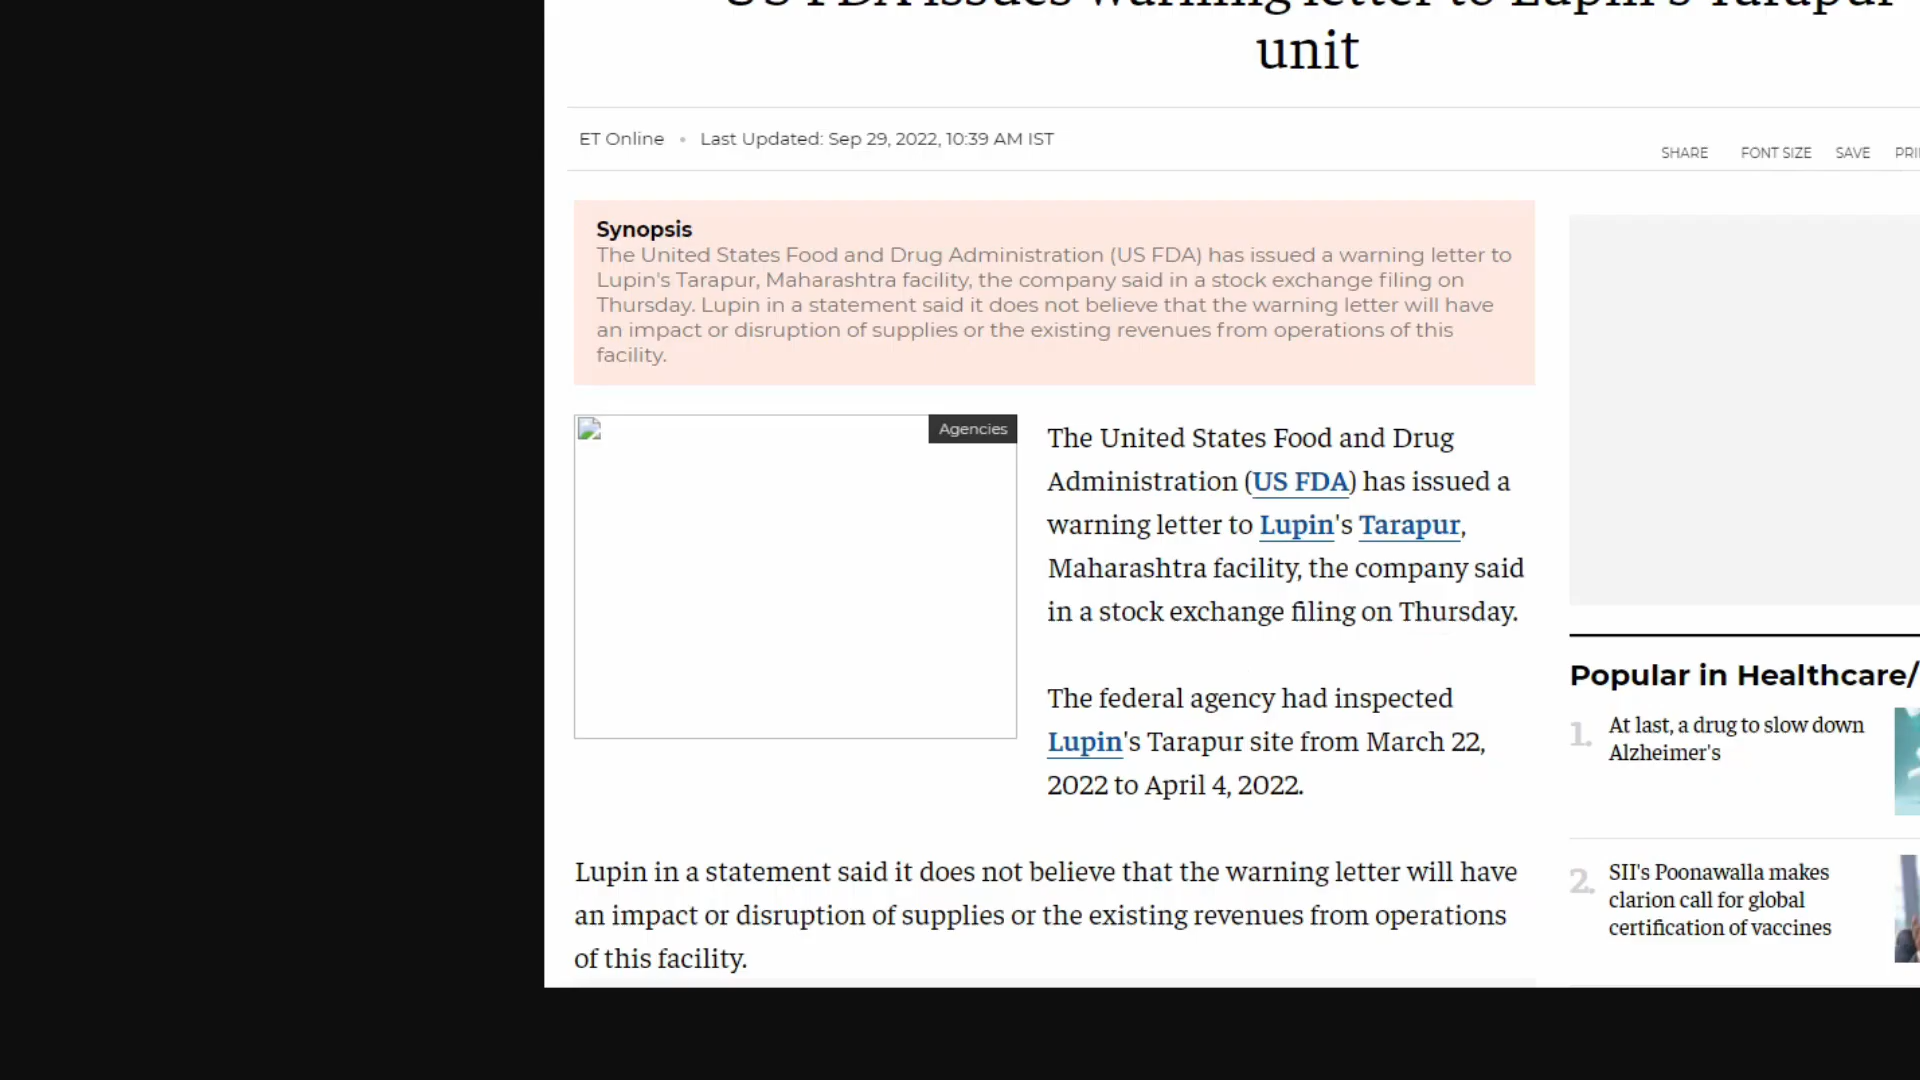 US FDA issues warning letter to Lupin's Tarapur
unit
ET Online • Last Updated: Sep 29, 2022, 10:39 AM IST
SHARE FONT SIZE SAVE
Synopsis
The United States Food and Drug Administration (US FDA) has issued a warning letter to
Lupin's Tarapur, Maharashtra facility, the company said in a stock exchange filing on
Thursday. Lupin in a statement said it does not believe that the warning letter will have
an impact or disruption of supplies or the existing revenues from operations of this
facility.
Agencies
The United States Food and Drug
Administration (US FDA) has issued a
warning letter to Lupin's Tarapur,
Maharashtra facility, the company said
in a stock exchange filing on Thursday.
The federal agency had inspected
Lupin's Tarapur site from March 22,
2022 to April 4, 2022.
Lupin in a statement said it does not believe that the warning letter will have
an impact or disruption of supplies or the existing revenues from operations
of this facility.
Popular in Healthcare/
1. At last, a drug to slow down
Alzheimer's
2. SII's Poonawalla makes
clarion call for global
certification of vaccines